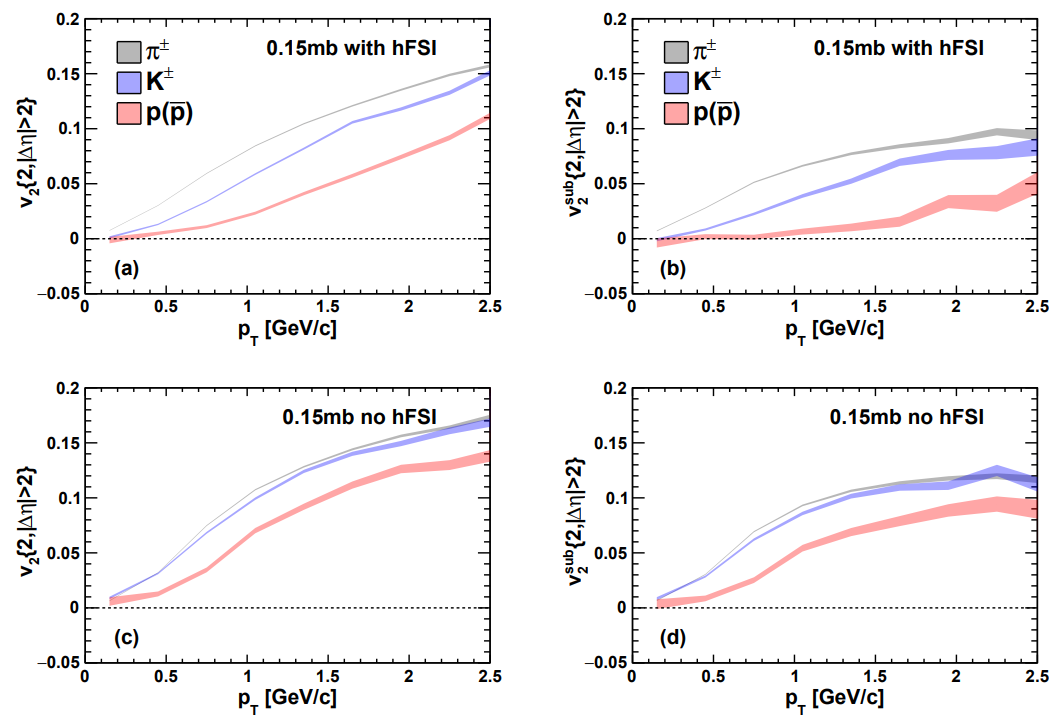 0.15mb with hFSI
π±
K±
p(p̅)
v2{2,|Δη|>2}
0.2
0.15
0.1
0.05
0
−0.05
(a)
0 0.5 1 1.5 2 2.5
pT [GeV/c]
0.15mb with hFSI
π±
K±
p(p̅)
v2sub{2,|Δη|>2}
0.2
0.15
0.1
0.05
0
−0.05
(b)
0 0.5 1 1.5 2 2.5
pT [GeV/c]
0.15mb no hFSI
v2{2,|Δη|>2}
0.2
0.15
0.1
0.05
0
−0.05
(c)
0 0.5 1 1.5 2 2.5
pT [GeV/c]
0.15mb no hFSI
v2sub{2,|Δη|>2}
0.2
0.15
0.1
0.05
0
−0.05
(d)
0 0.5 1 1.5 2 2.5
pT [GeV/c]